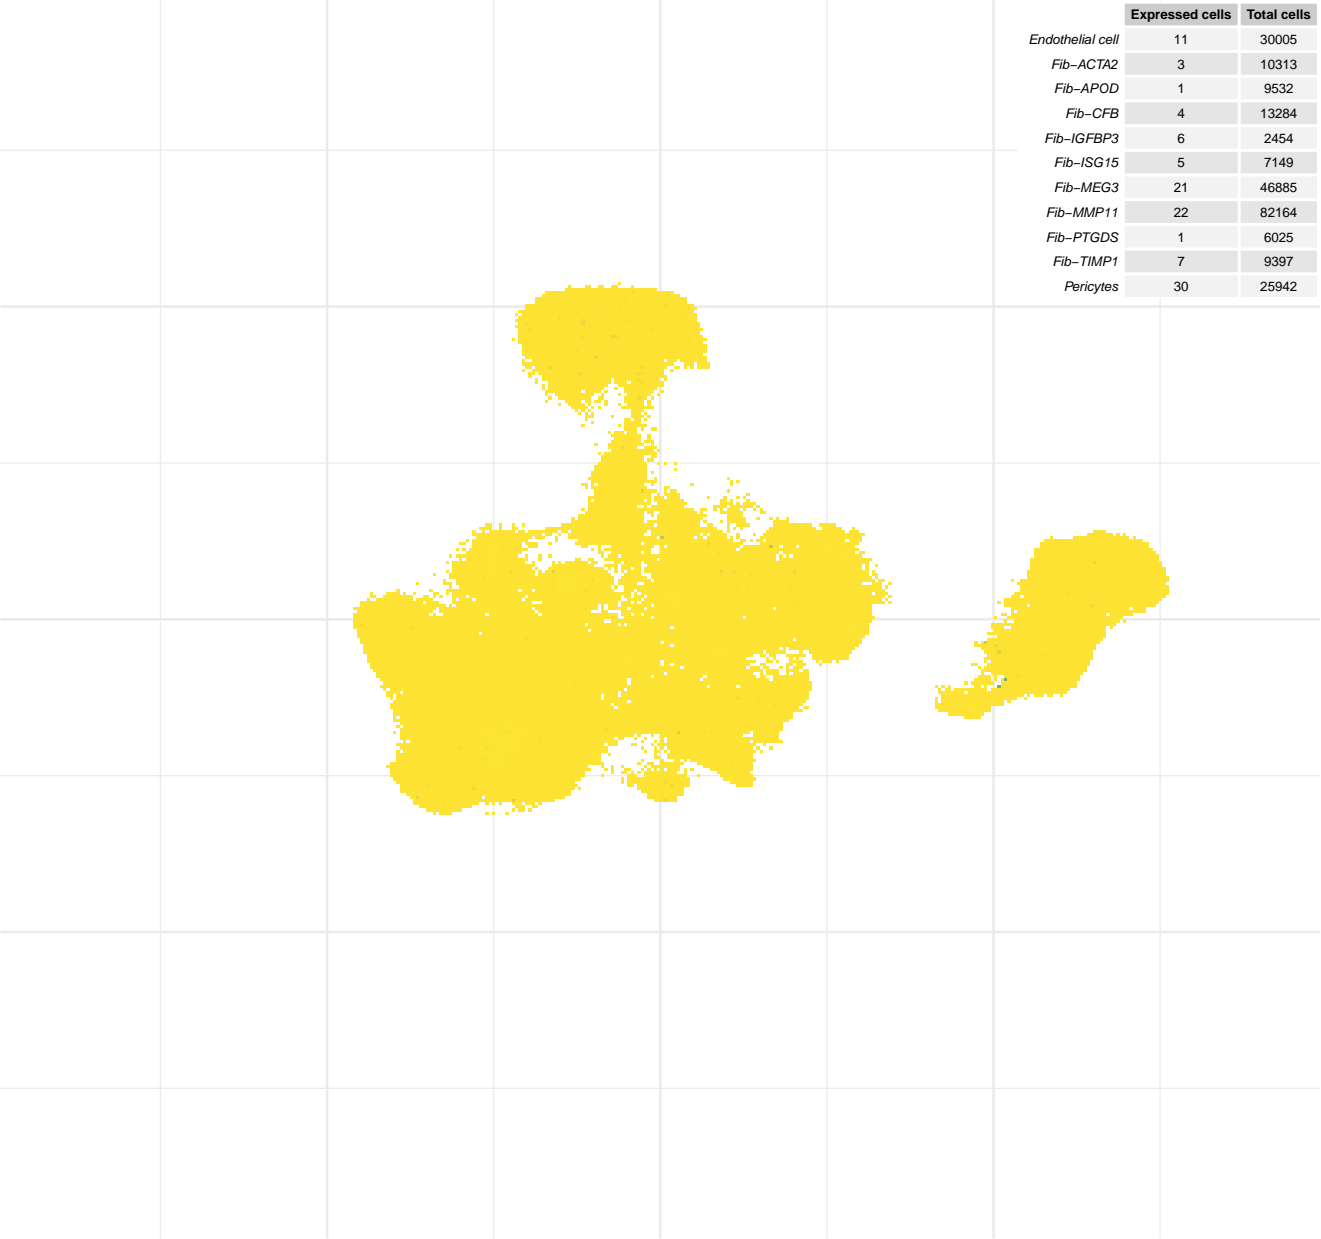 Expressed cells Total cells
Endothelial cell 11 30005
Fib−ACTA2 3 10313
Fib−APOD 1 9532
Fib−CFB 4 13284
Fib−IGFBP3 6 2454
Fib−ISG15 5 7149
Fib−MEG3 21 46885
Fib−MMP11 22 82164
Fib−PTGDS 1 6025
Fib−TIMP1 7 9397
Pericytes 30 25942